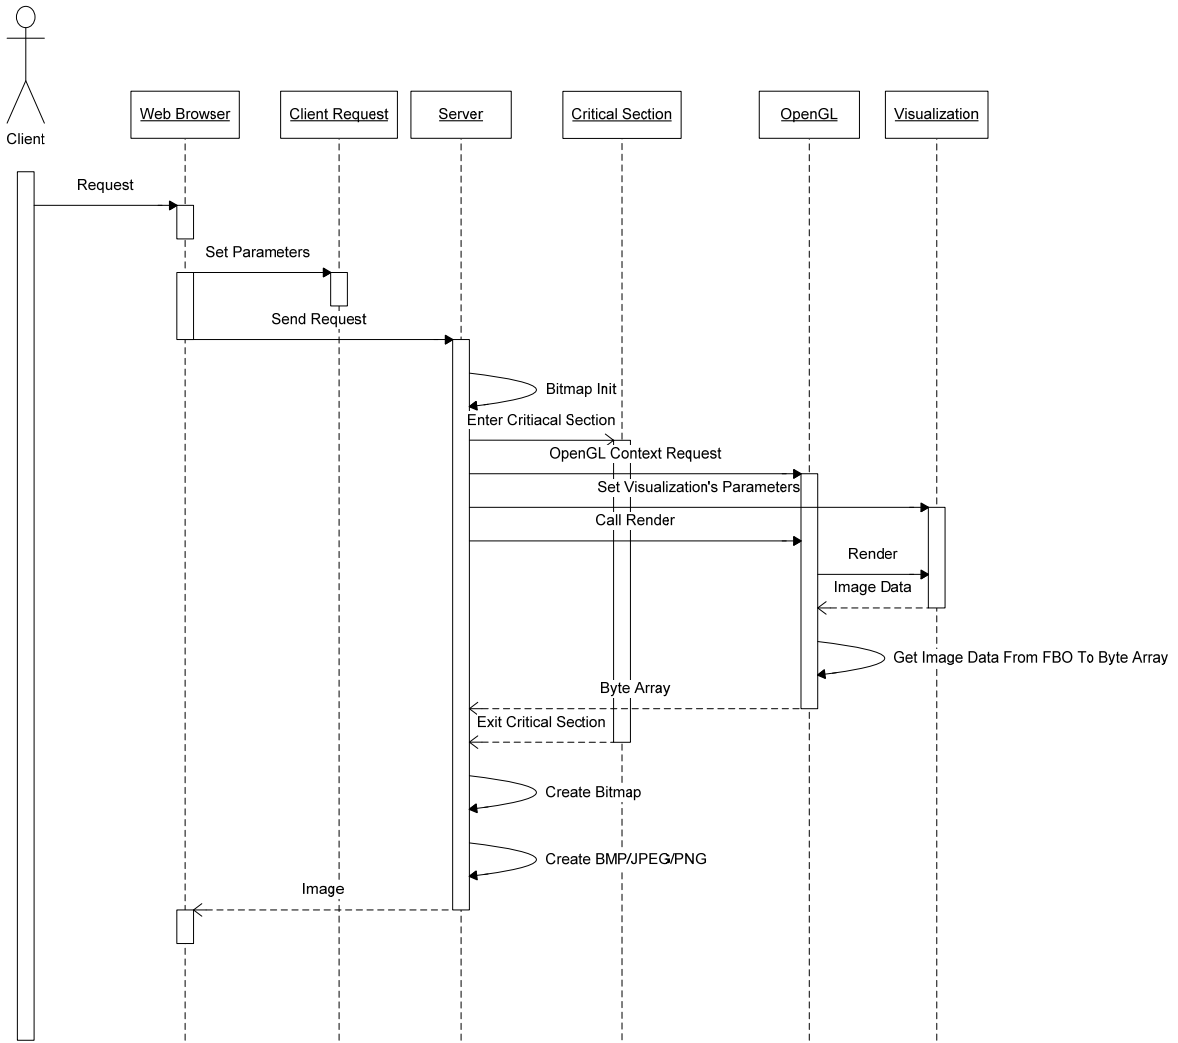 Client
Web Browser
Client Request
Server
Critical Section
OpenGL
Visualization
Request
Set Parameters
Send Request
Bitmap Init
Enter Critiacal Section
OpenGL Context Request
Set Visualization's Parameters
Call Render
Render
Image Data
Get Image Data From FBO To Byte Array
Byte Array
Exit Critical Section
Create Bitmap
Create BMP/JPEG/PNG
Image